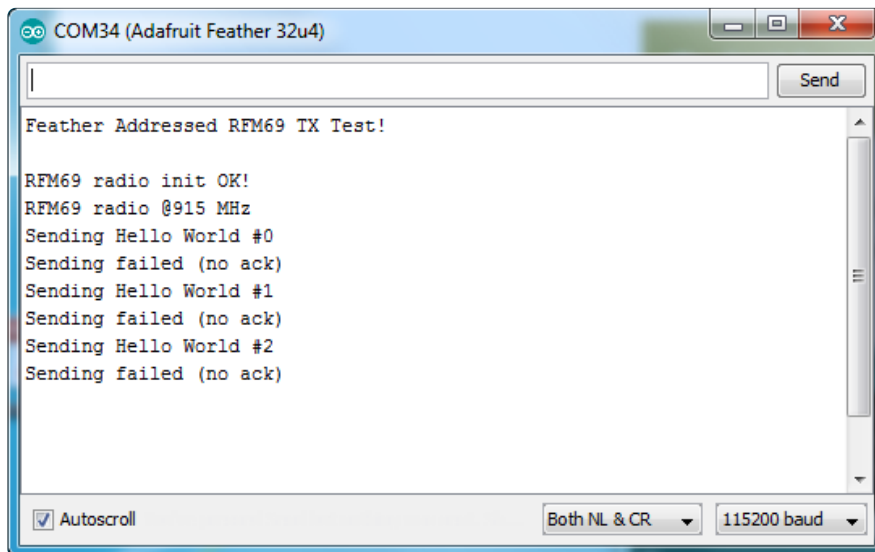 COM34 (Adafruit Feather 32u4)
Send
Feather Addressed RFM69 TX Test!
RFM69 radio init OK!
RFM69 radio @915 MHz
Sending Hello World #0
Sending failed (no ack)
Sending Hello World #1
Sending failed (no ack)
Sending Hello World #2
Sending failed (no ack)
Autoscroll
Both NL & CR
115200 baud